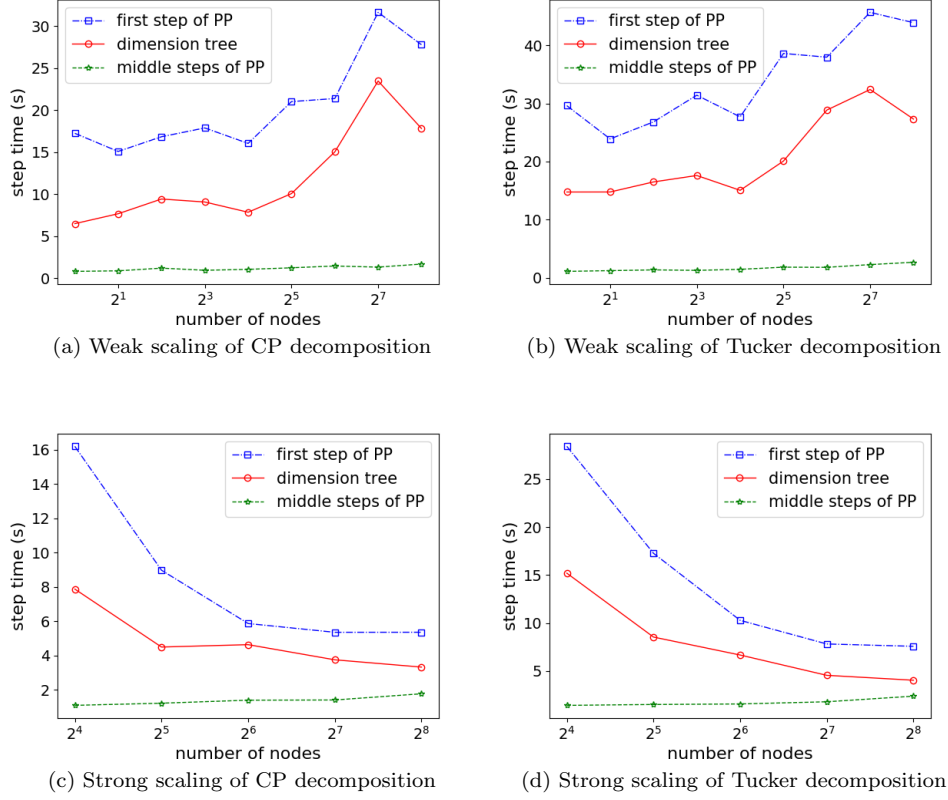 first step of PP
dimension tree
middle steps of PP
step time (s)
30
25
20
15
10
5
0
2^1
2^3
2^5
2^7
number of nodes
(a) Weak scaling of CP decomposition
first step of PP
dimension tree
middle steps of PP
step time (s)
40
30
20
10
0
2^1
2^3
2^5
2^7
number of nodes
(b) Weak scaling of Tucker decomposition
first step of PP
dimension tree
middle steps of PP
step time (s)
16
14
12
10
8
6
4
2
2^4
2^5
2^6
2^7
2^8
number of nodes
(c) Strong scaling of CP decomposition
first step of PP
dimension tree
middle steps of PP
step time (s)
25
20
15
10
5
2^4
2^5
2^6
2^7
2^8
number of nodes
(d) Strong scaling of Tucker decomposition